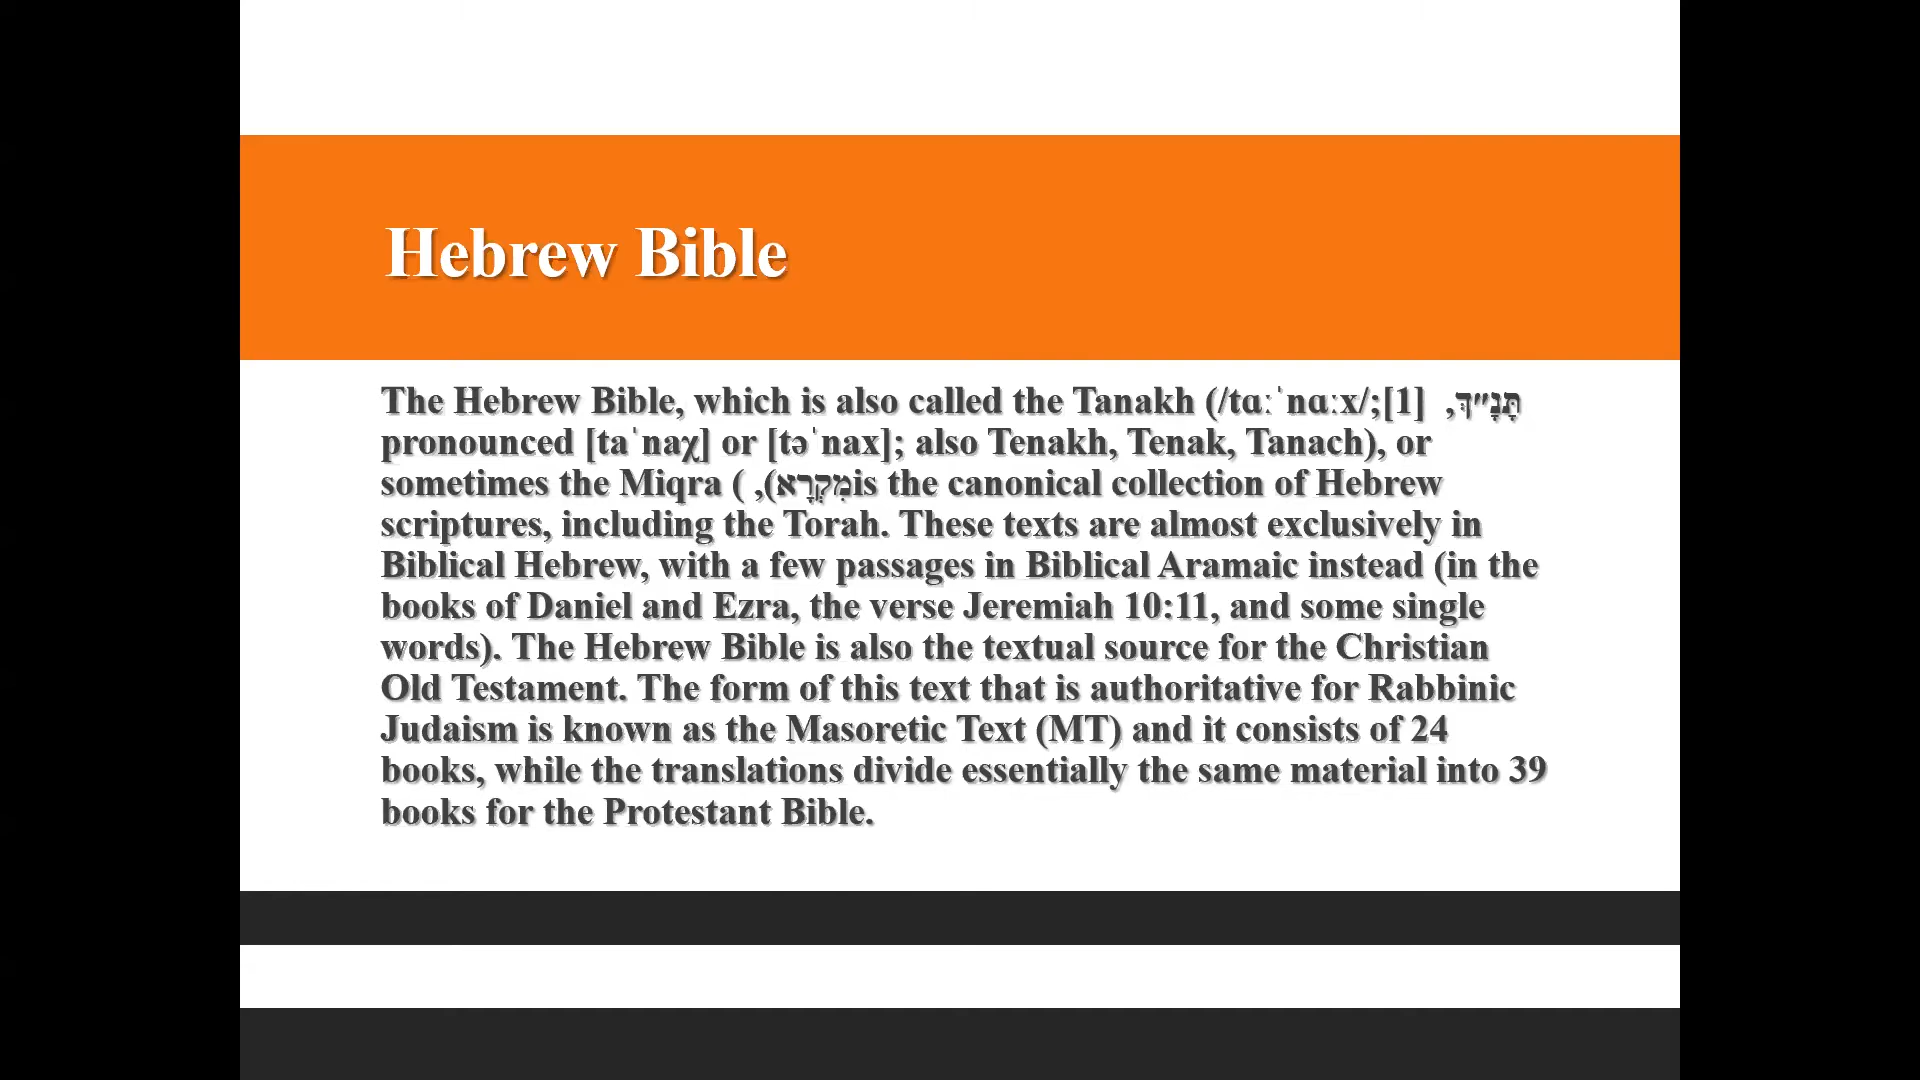 Hebrew Bible
The Hebrew Bible, which is also called the Tanakh (/tɑːˈnɑːx/;[1] תָּנָ״ךְ,
pronounced [taˈnaχ] or [təˈnax]; also Tenakh, Tenak, Tanach), or
sometimes the Miqra ( מִקְרָא), is the canonical collection of Hebrew
scriptures, including the Torah. These texts are almost exclusively in
Biblical Hebrew, with a few passages in Biblical Aramaic instead (in the
books of Daniel and Ezra, the verse Jeremiah 10:11, and some single
words). The Hebrew Bible is also the textual source for the Christian
Old Testament. The form of this text that is authoritative for Rabbinic
Judaism is known as the Masoretic Text (MT) and it consists of 24
books, while the translations divide essentially the same material into 39
books for the Protestant Bible.